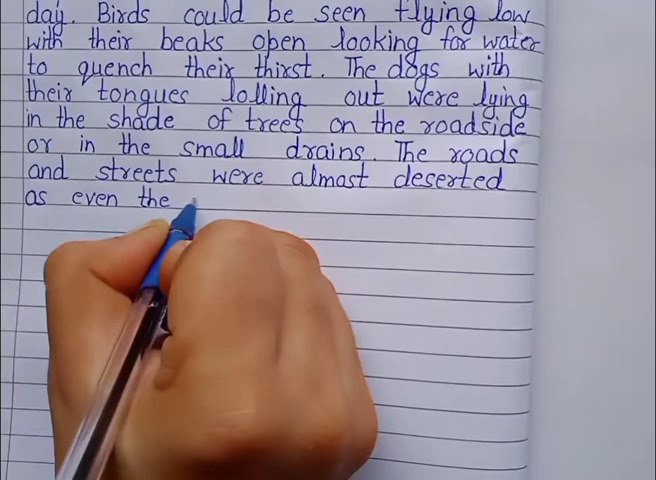 day. Birds could be seen flying low
with their beaks open looking for water
to quench their thirst. The dogs with
their tongues lolling out were lying
in the shade of trees on the roadside
or in the small drains. The roads
and streets were almost deserted
as even the